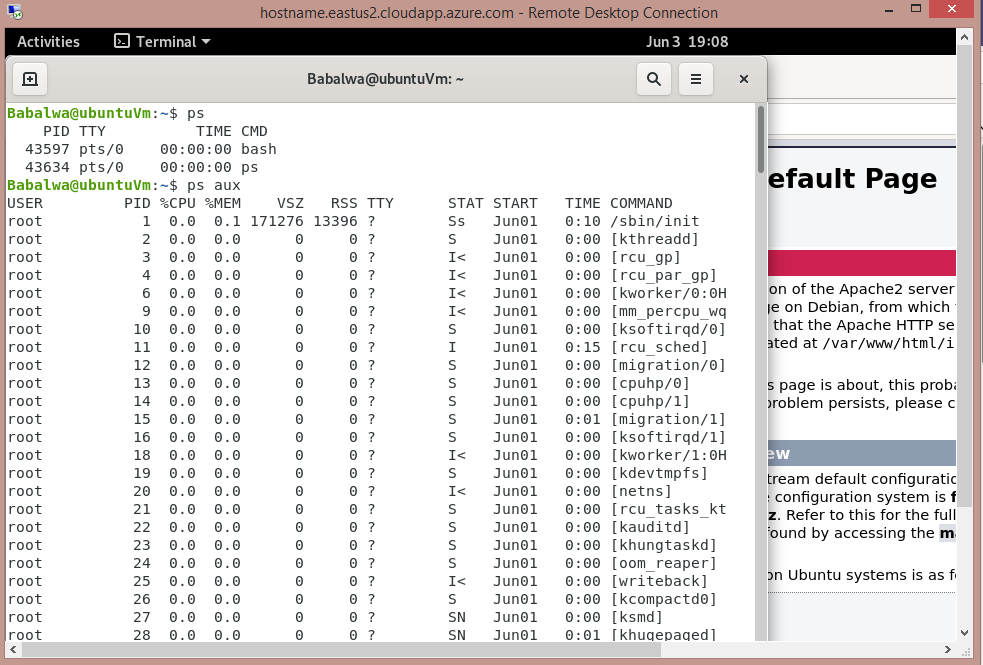 hostname.eastus2.cloudapp.azure.com - Remote Desktop Connection
Activities Terminal Jun 3 19:08
Babalwa@ubuntuVm: ~
Babalwa@ubuntuVm:~$ ps
PID TTY TIME CMD
43597 pts/0 00:00:00 bash
43634 pts/0 00:00:00 ps
Babalwa@ubuntuVm:~$ ps aux
USER PID %CPU %MEM VSZ RSS TTY STAT START TIME COMMAND
root 1 0.0 0.1 171276 13396 ? Ss Jun01 0:10 /sbin/init
root 2 0.0 0.0 0 0 ? S Jun01 0:00 [kthreadd]
root 3 0.0 0.0 0 0 ? I< Jun01 0:00 [rcu_gp]
root 4 0.0 0.0 0 0 ? I< Jun01 0:00 [rcu_par_gp]
root 6 0.0 0.0 0 0 ? I< Jun01 0:00 [kworker/0:0H
root 9 0.0 0.0 0 0 ? I< Jun01 0:00 [mm_percpu_wq
root 10 0.0 0.0 0 0 ? S Jun01 0:00 [ksoftirqd/0]
root 11 0.0 0.0 0 0 ? I Jun01 0:15 [rcu_sched]
root 12 0.0 0.0 0 0 ? S Jun01 0:00 [migration/0]
root 13 0.0 0.0 0 0 ? S Jun01 0:00 [cpuhp/0]
root 14 0.0 0.0 0 0 ? S Jun01 0:00 [cpuhp/1]
root 15 0.0 0.0 0 0 ? S Jun01 0:01 [migration/1]
root 16 0.0 0.0 0 0 ? S Jun01 0:00 [ksoftirqd/1]
root 18 0.0 0.0 0 0 ? I< Jun01 0:00 [kworker/1:0H
root 19 0.0 0.0 0 0 ? S Jun01 0:00 [kdevtmpfs]
root 20 0.0 0.0 0 0 ? I< Jun01 0:00 [netns]
root 21 0.0 0.0 0 0 ? S Jun01 0:00 [rcu_tasks_kt
root 22 0.0 0.0 0 0 ? S Jun01 0:00 [kauditd]
root 23 0.0 0.0 0 0 ? S Jun01 0:00 [khungtaskd]
root 24 0.0 0.0 0 0 ? S Jun01 0:00 [oom_reaper]
root 25 0.0 0.0 0 0 ? I< Jun01 0:00 [writeback]
root 26 0.0 0.0 0 0 ? S Jun01 0:00 [kcompactd0]
root 27 0.0 0.0 0 0 ? SN Jun01 0:00 [ksmd]
root 28 0.0 0.0 0 0 ? SN Jun01 0:01 [khugepaged]
efault Page
on of the Apache2 server
ge on Debian, from which
that the Apache HTTP se
ated at /var/www/html/i
s page is about, this proba
problem persists, please c
ew
stream default configuratio
configuration system is f
z. Refer to this for the full
found by accessing the ma
on Ubuntu systems is as fo